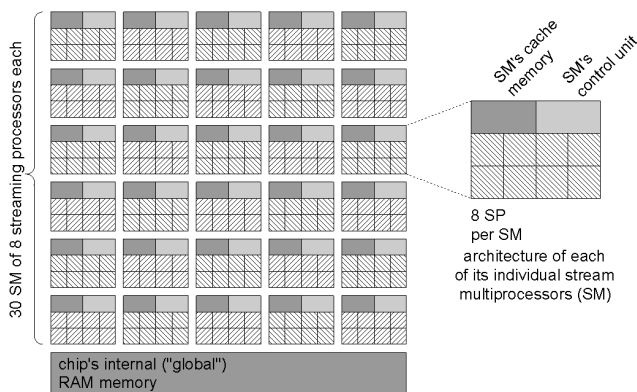 30 SM of 8 streaming processors each
SM's cache
memory
SM's
control unit
8 SP
per SM
architecture of each
of its individual stream
multiprocessors (SM)
chip's internal ("global")
RAM memory